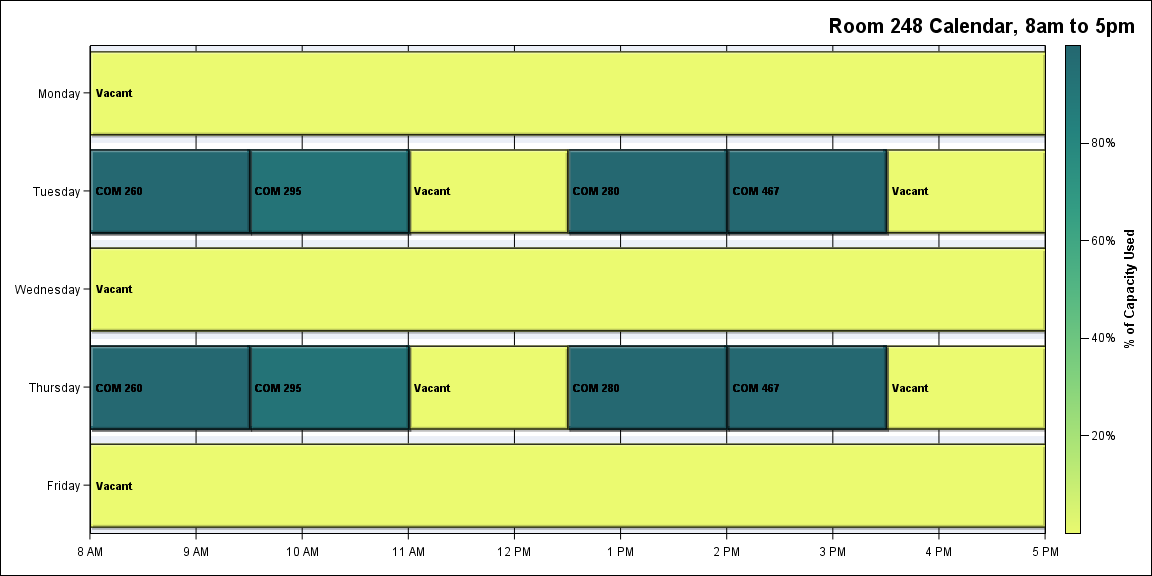 Room 248 Calendar, 8am to 5pm
Monday
Vacant
80%
Tuesday
COM 260
COM 295
Vacant
COM 280
COM 467
Vacant
60%
Wednesday
Vacant
% of Capacity Used
40%
Thursday
COM 260
COM 295
Vacant
COM 280
COM 467
Vacant
20%
Friday
Vacant
8 AM
9 AM
10 AM
11 AM
12 PM
1 PM
2 PM
3 PM
4 PM
5 PM